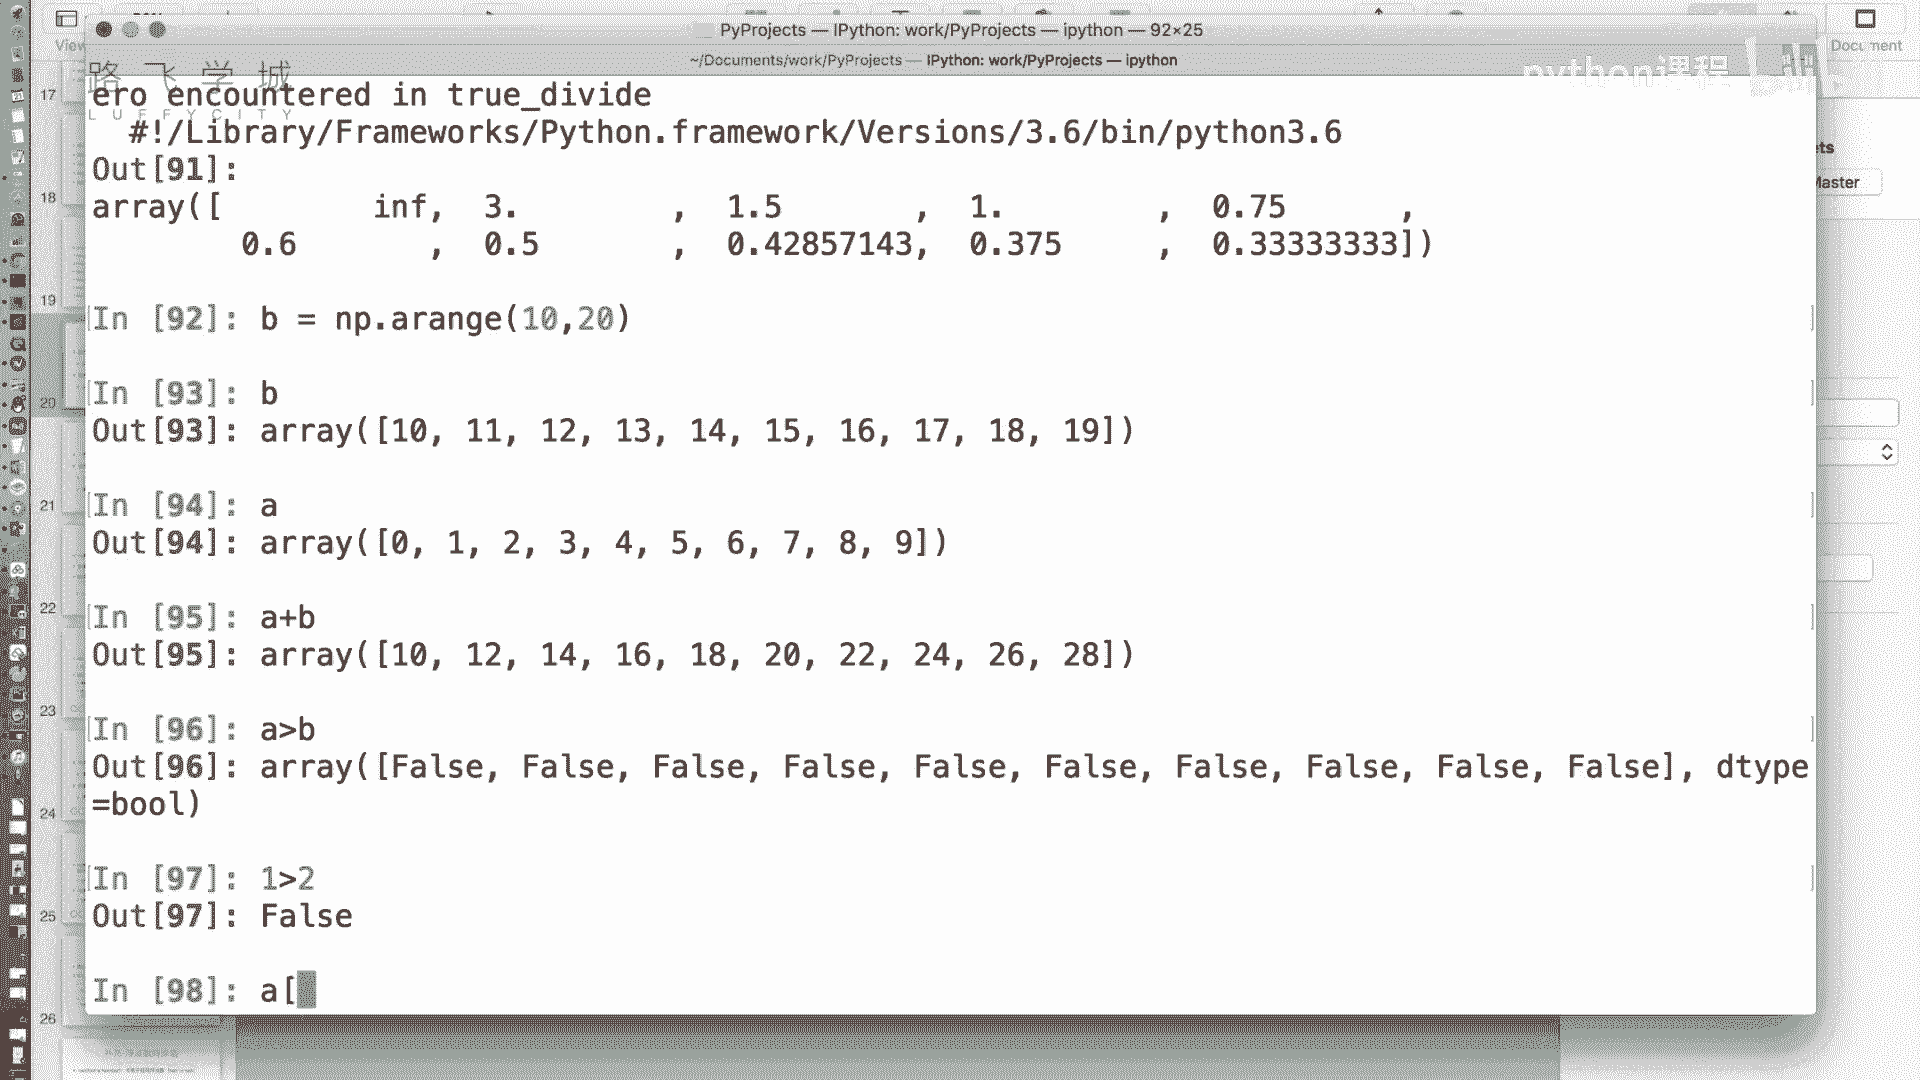 PyProjects — IPython: work/PyProjects — ipython — 92×25
~/Documents/work/PyProjects — IPython: work/PyProjects — ipython
View
Document
路飞学城
LUFFYCITY
python课程
ero encountered in true_divide
#!/Library/Frameworks/Python.framework/Versions/3.6/bin/python3.6
Out[91]:
array([ inf, 3. , 1.5 , 1. , 0.75 ,
0.6 , 0.5 , 0.42857143, 0.375 , 0.33333333])
In [92]: b = np.arange(10,20)
In [93]: b
Out[93]: array([10, 11, 12, 13, 14, 15, 16, 17, 18, 19])
In [94]: a
Out[94]: array([0, 1, 2, 3, 4, 5, 6, 7, 8, 9])
In [95]: a+b
Out[95]: array([10, 12, 14, 16, 18, 20, 22, 24, 26, 28])
In [96]: a>b
Out[96]: array([False, False, False, False, False, False, False, False, False, False], dtype
=bool)
In [97]: 1>2
Out[97]: False
In [98]: a[
17
18
19
20
21
22
23
24
25
26